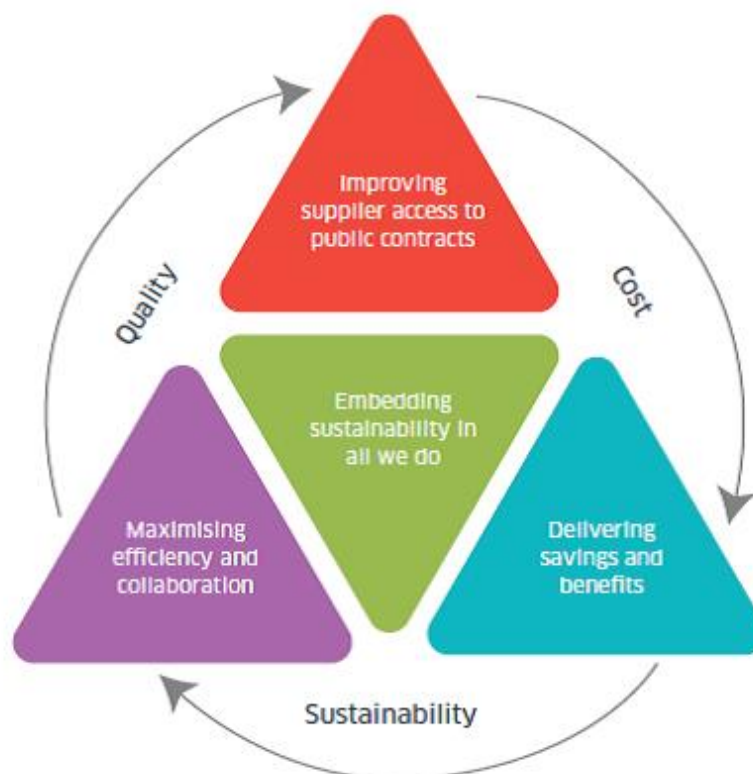 Improving
supplier access to
public contracts
Quality
Cost
Embedding
sustainability in
all we do
Maximising
efficiency and
collaboration
Delivering
savings and
benefits
Sustainability